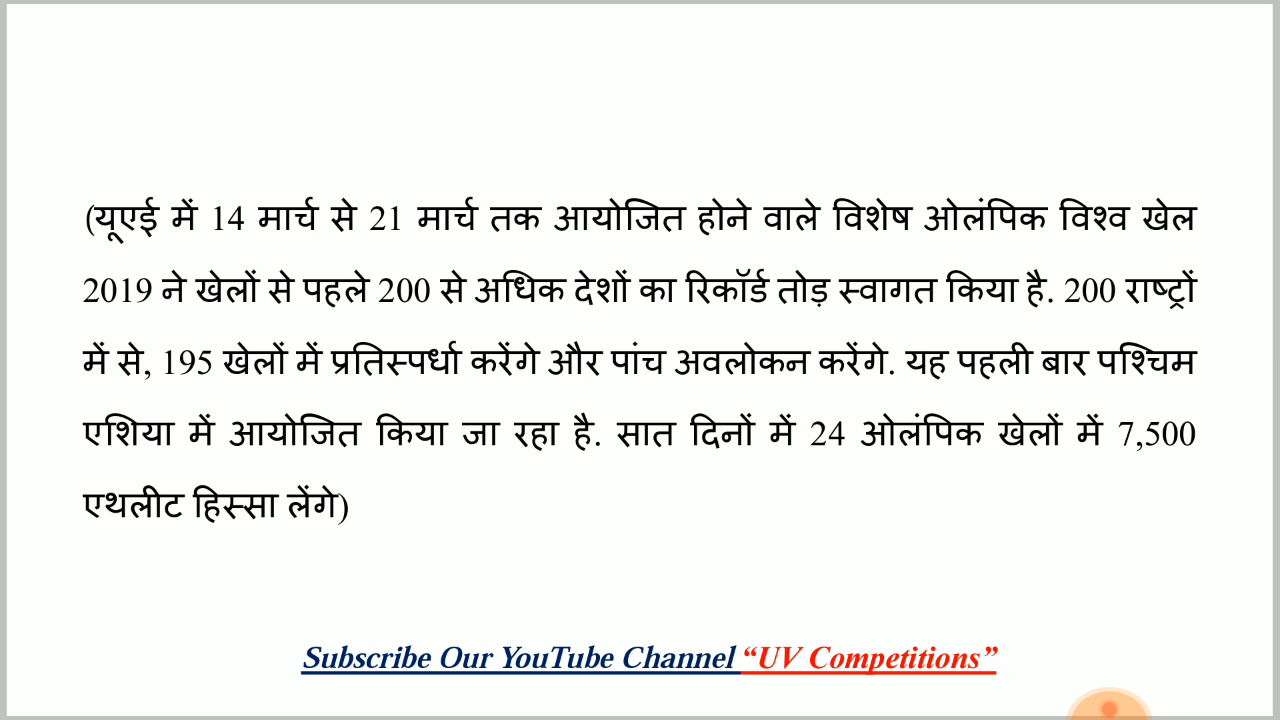 (यूएई में 14 मार्च से 21 मार्च तक आयोजित होने वाले विशेष ओलंपिक विश्व खेल
2019 ने खेलों से पहले 200 से अधिक देशों का रिकॉर्ड तोड़ स्वागत किया है. 200 राष्ट्रों
में से, 195 खेलों में प्रतिस्पर्धा करेंगे और पांच अवलोकन करेंगे. यह पहली बार पश्चिम
एशिया में आयोजित किया जा रहा है. सात दिनों में 24 ओलंपिक खेलों में 7,500
एथलीट हिस्सा लेंगे)
Subscribe Our YouTube Channel “UV Competitions”